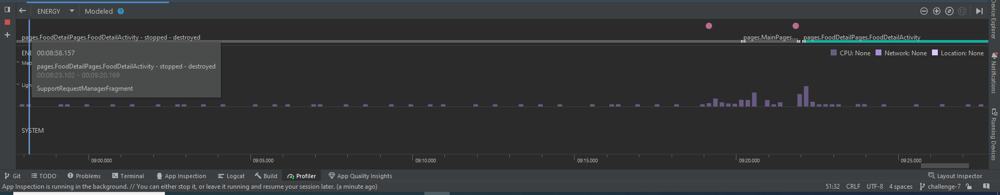 ENERGY
Modeled
?
Device Explorer
pages.FoodDetailPages.FoodDetailActivity - stopped - destroyed
pages.MainPages....
pages.FoodDetailPages.FoodDetailActivity
CPU: None
Network: None
Location: None
00:08:58.157
pages.FoodDetailPages.FoodDetailActivity - stopped - destroyed
00:08:23.102 - 00:09:20.169
SupportRequestManagerFragment
Notifications
SYSTEM
Running Devices
09:00.000
09:05.000
09:10.000
09:15.000
09:20.000
09:25.000
Git
TODO
Problems
Terminal
App Inspection
Logcat
Build
Profiler
App Quality Insights
Layout Inspector
App Inspection is running in the background. // You can either stop it, or leave it running and resume your session later. (a minute ago)
51:32
CRLF
UTF-8
4 spaces
challenge-7